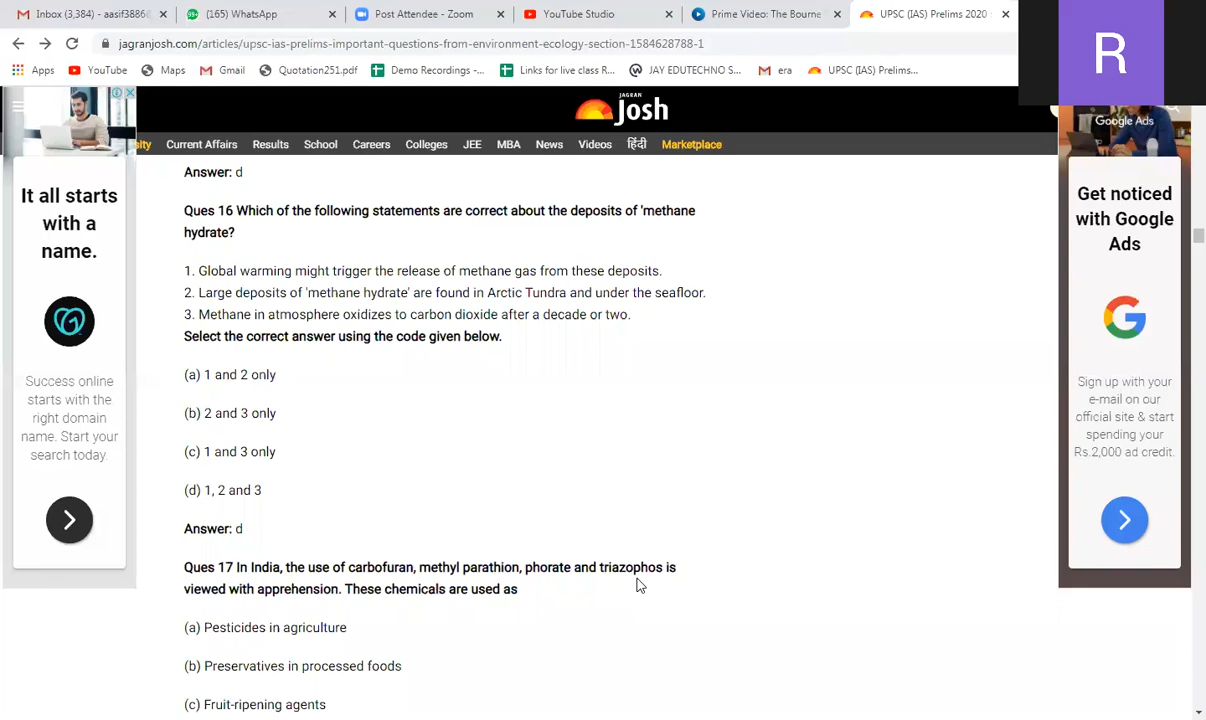 Inbox (3,384) - aasif3886@
(165) WhatsApp
Post Attendee - Zoom
YouTube Studio
Prime Video: The Bourne
UPSC (IAS) Prelims 2020
jagranjosh.com/articles/upsc-ias-prelims-important-questions-from-environment-ecology-section-1584628788-1
Apps
YouTube
Maps
Gmail
Quotation251.pdf
Demo Recordings -...
Links for live class R...
JAY EDUTECHNO S...
era
UPSC (IAS) Prelims...
R
JAGRAN
Josh
Current Affairs
Results
School
Careers
Colleges
JEE
MBA
News
Videos
हिंदी
Marketplace
It all starts
with a
name.
Success online
starts with the
right domain
name. Start your
search today.
Answer: d
Ques 16 Which of the following statements are correct about the deposits of 'methane
hydrate?
1. Global warming might trigger the release of methane gas from these deposits.
2. Large deposits of 'methane hydrate' are found in Arctic Tundra and under the seafloor.
3. Methane in atmosphere oxidizes to carbon dioxide after a decade or two.
Select the correct answer using the code given below.
(a) 1 and 2 only
(b) 2 and 3 only
(c) 1 and 3 only
(d) 1, 2 and 3
Answer: d
Ques 17 In India, the use of carbofuran, methyl parathion, phorate and triazophos is
viewed with apprehension. These chemicals are used as
(a) Pesticides in agriculture
(b) Preservatives in processed foods
(c) Fruit-ripening agents
Google Ads
Get noticed
with Google
Ads
Sign up with your
e-mail on our
official site & start
spending your
Rs.2,000 ad credit.